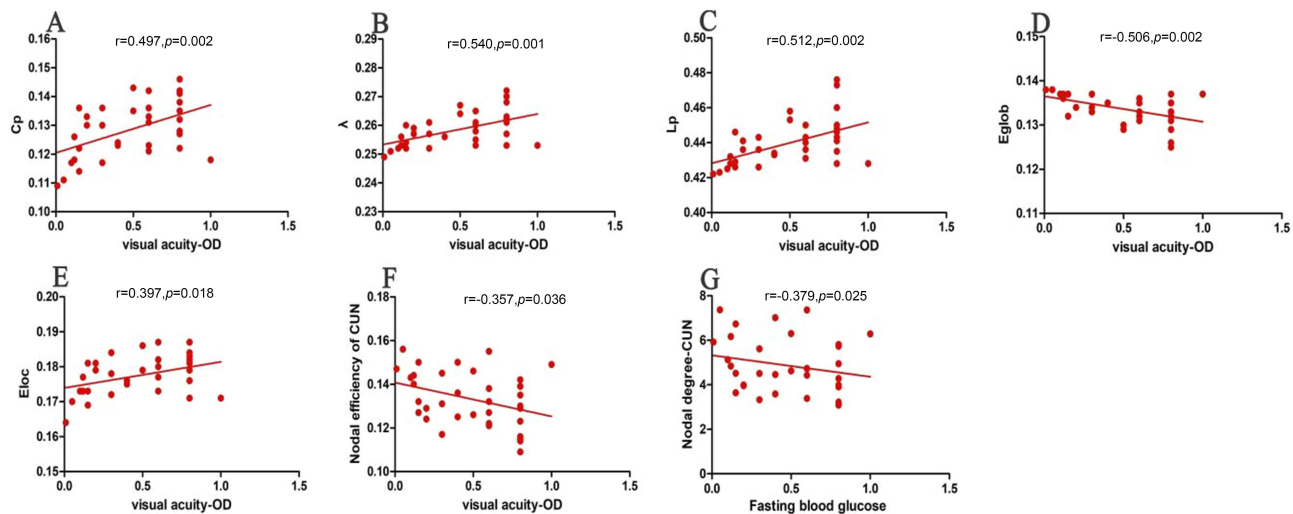 A
r=0.497,p=0.002
0.16
0.15
0.14
0.13
0.12
0.11
0.10
Cp
0.0 0.5 1.0 1.5
visual acuity-OD
B
r=0.540,p=0.001
0.29
0.28
0.27
0.26
0.25
0.24
0.23
λ
0.0 0.5 1.0 1.5
visual acuity-OD
C
r=0.512,p=0.002
0.50
0.48
0.46
0.44
0.42
0.40
Lp
0.0 0.5 1.0 1.5
visual acuity-OD
D
r=-0.506,p=0.002
0.15
0.14
0.13
0.12
0.11
Eglob
0.0 0.5 1.0 1.5
visual acuity-OD
E
r=0.397,p=0.018
0.20
0.19
0.18
0.17
0.16
0.15
Eloc
0.0 0.5 1.0 1.5
visual acuity-OD
F
r=-0.357,p=0.036
0.18
0.16
0.14
0.12
0.10
Nodal efficiency of CUN
0.0 0.5 1.0 1.5
visual acuity-OD
G
r=-0.379,p=0.025
8
6
4
2
0
Nodal degree-CUN
0.0 0.5 1.0 1.5
Fasting blood glucose